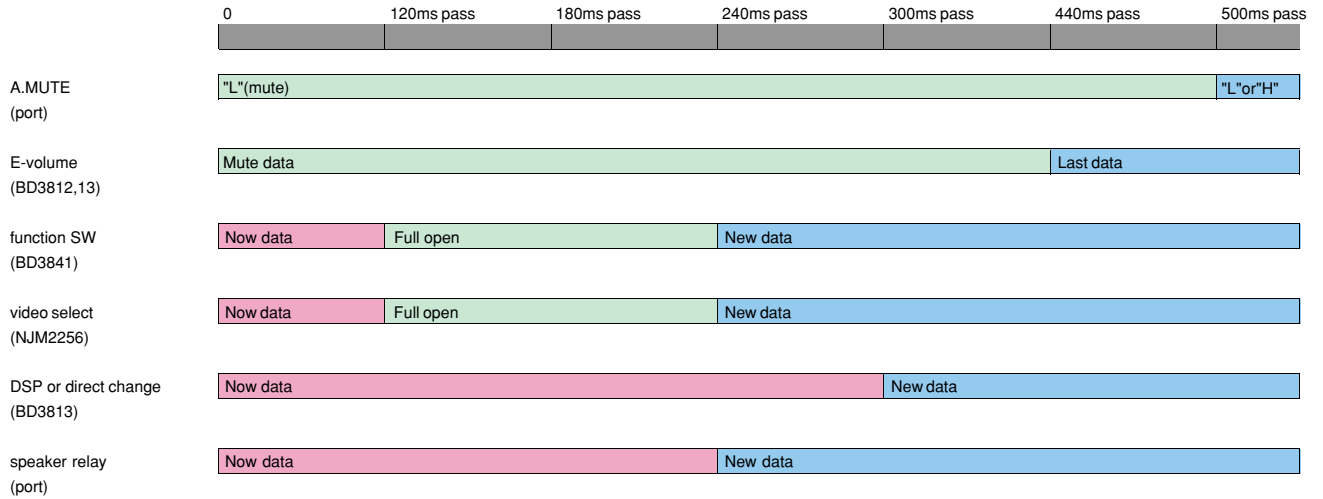 0 120ms pass 180ms pass 240ms pass 300ms pass 440ms pass 500ms pass
A.MUTE "L"(mute) "L"or"H"
(port)
E-volume Mute data Last data
(BD3812,13)
function SW Now data Full open New data
(BD3841)
video select Now data Full open New data
(NJM2256)
DSP or direct change Now data New data
(BD3813)
speaker relay Now data New data
(port)